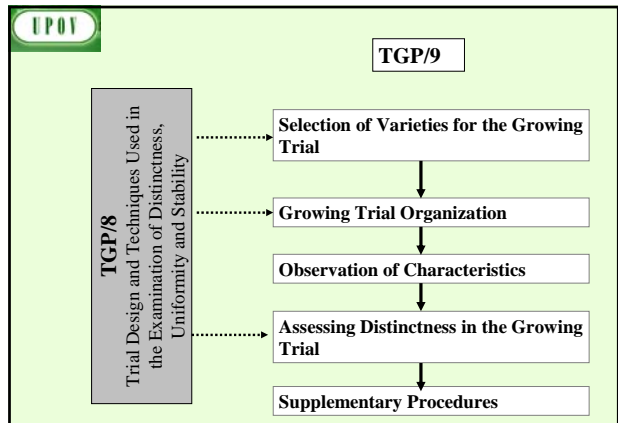 UPOV
TGP/9
TGP/8
Trial Design and Techniques Used in
the Examination of Distinctness,
Uniformity and Stability
Selection of Varieties for the Growing
Trial
Growing Trial Organization
Observation of Characteristics
Assessing Distinctness in the Growing
Trial
Supplementary Procedures